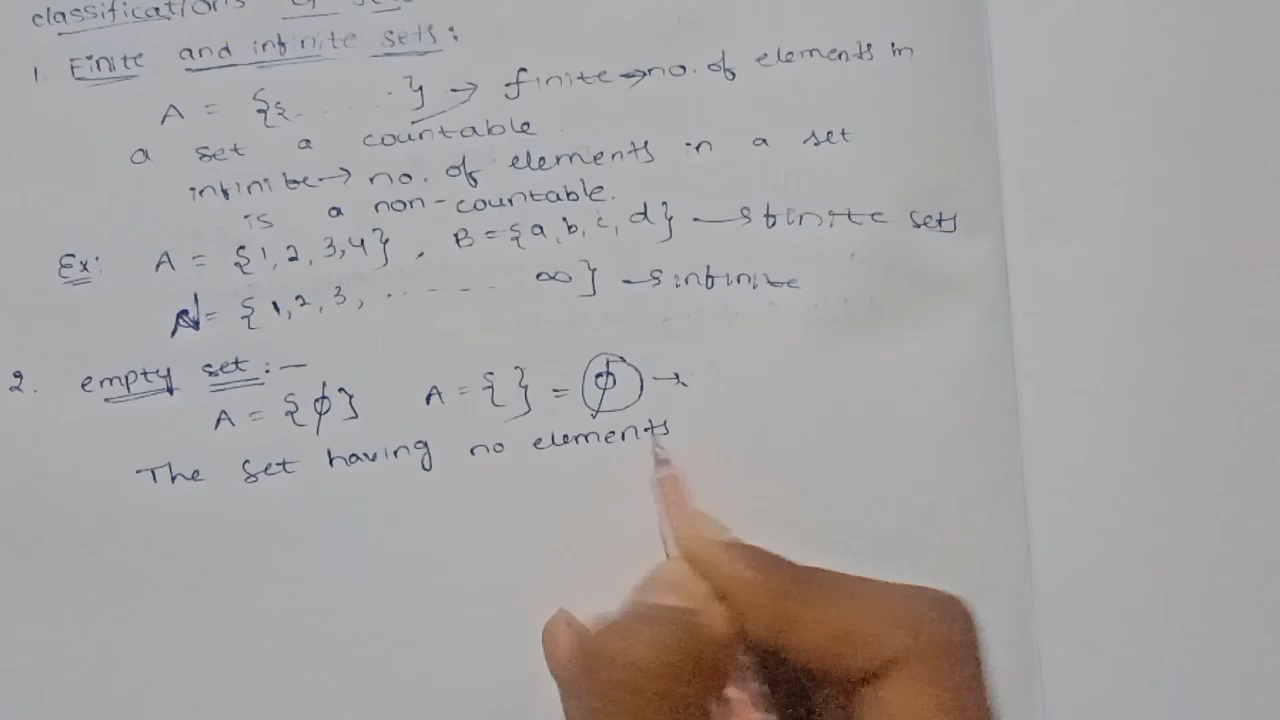 classifications of
1. Finite and infinite sets:
A = {ξ.......} → finite → no. of elements in
a set a countable
infinite → no. of elements in a set
is a non-countable.
Ex: A = {1, 2, 3, 4}, B = {a, b, c, d} → finite sets
N = {1, 2, 3, ........ ∞} → infinite
2. empty set :-
A = {ϕ} A = { } = ϕ →
The set having no elements